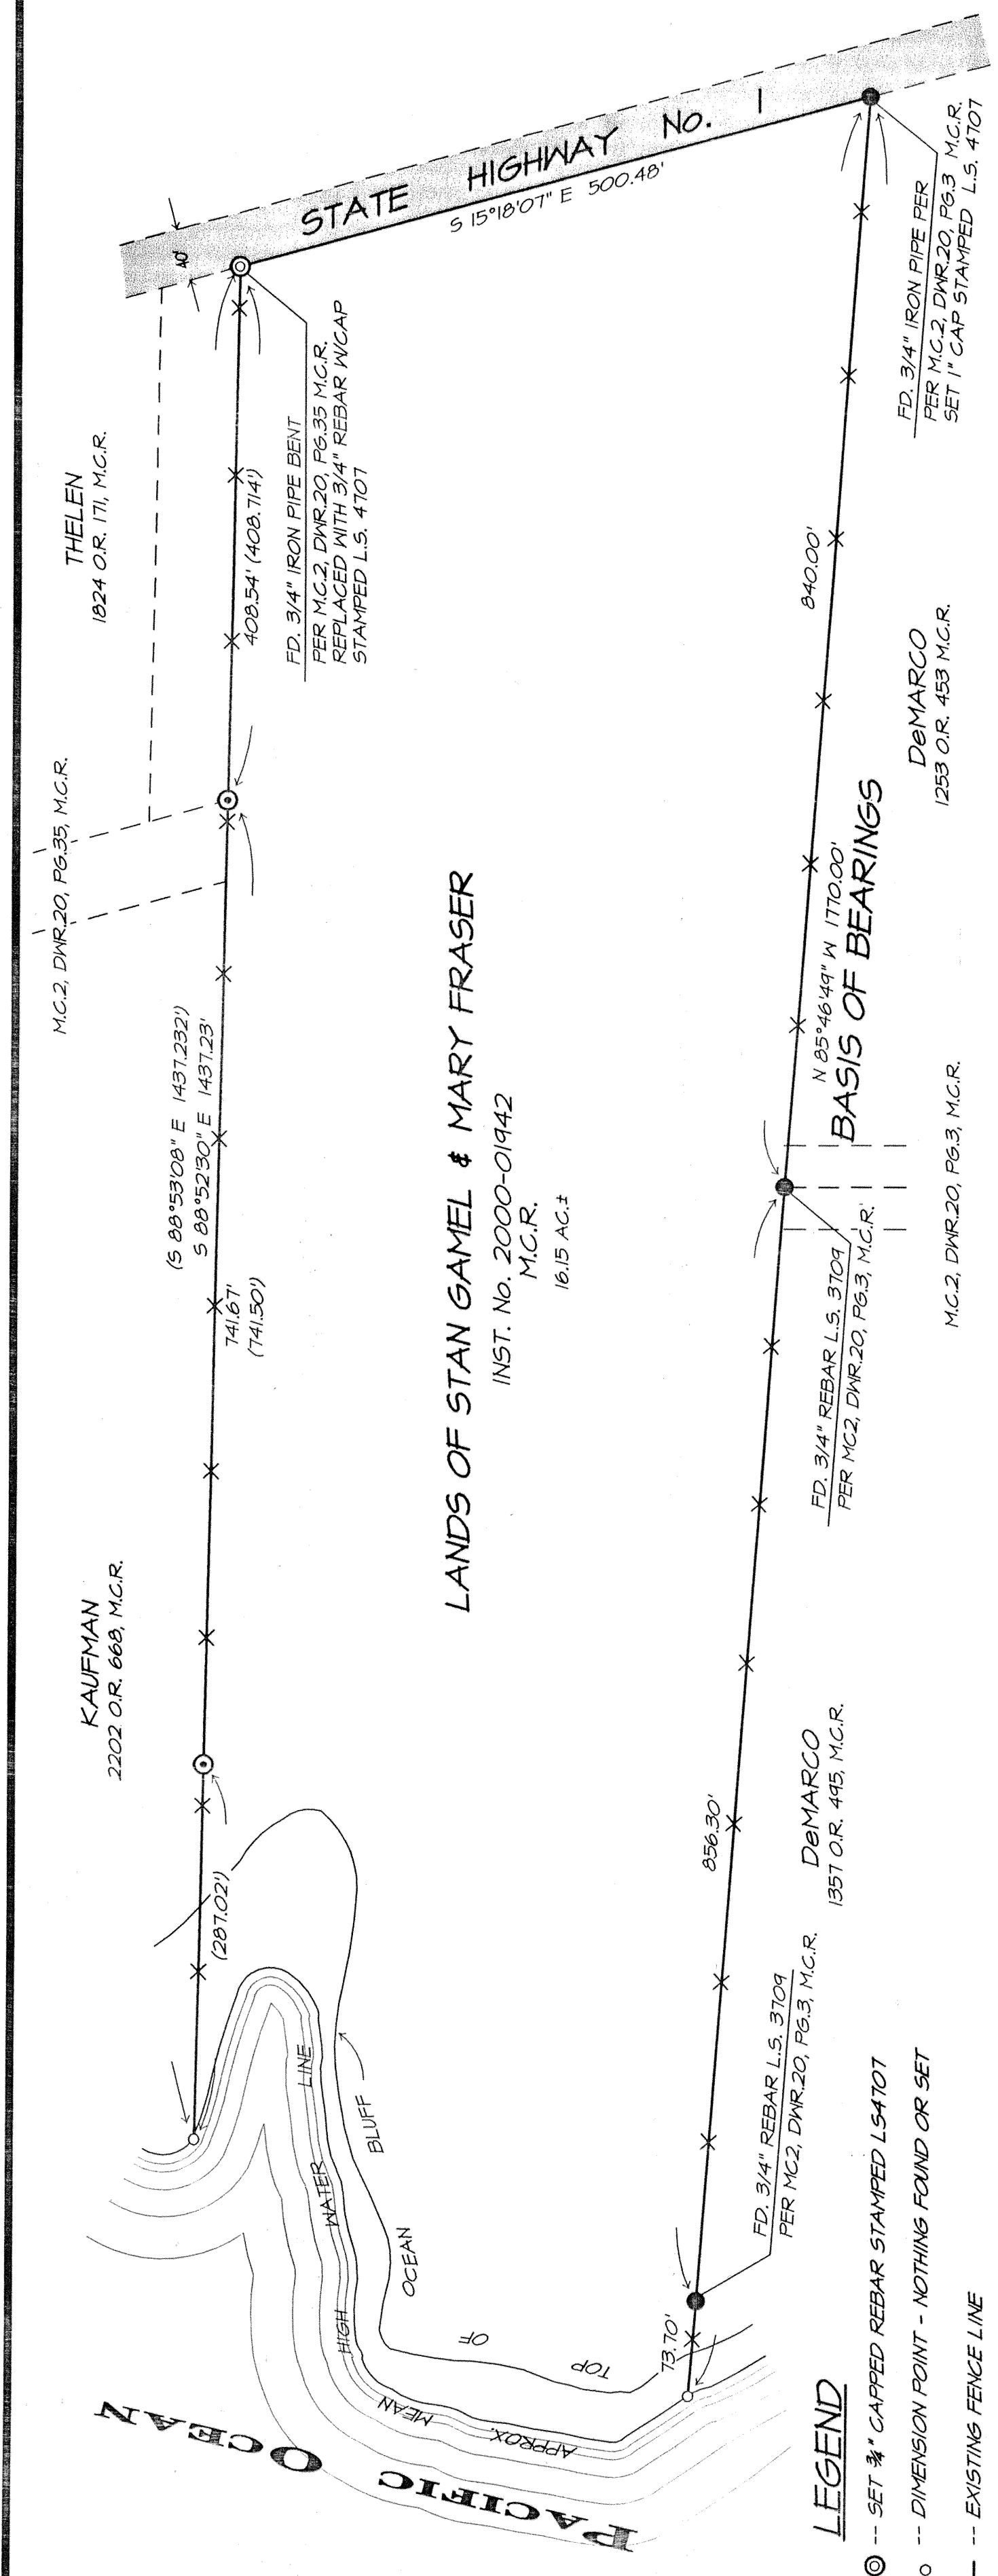 STATE HIGHWAY No. 1
S 15°18'07" E 500.48'
40'
THELEN
1824 O.R. 171, M.C.R.
408.54' (408.714')
FD. 3/4" IRON PIPE BENT
PER M.C.2, DWR.20, PG.35 M.C.R.
REPLACED WITH 3/4" REBAR W/CAP
STAMPED L.S. 4707
FD. 3/4" IRON PIPE PER
PER M.C.2, DWR.20, PG.3 M.C.R.
SET 1" CAP STAMPED L.S. 4707
M.C.2, DWR.20, PG.35, M.C.R.
840.00'
DeMARCO
1253 O.R. 453 M.C.R.
(S 88°53'08" E 1437.232')
S 88°52'30" E 1437.23'
741.67'
(741.50')
LANDS OF STAN GAMEL & MARY FRASER
INST. No. 2000-01942
M.C.R.
16.15 AC.±
N 85°46'49" W 1770.00'
BASIS OF BEARINGS
M.C.2, DWR.20, PG.3, M.C.R.
FD. 3/4" REBAR L.S. 3709
PER MC2, DWR.20, PG.3, M.C.R.
KAUFMAN
2202 O.R. 668, M.C.R.
(287.02')
856.30'
DeMARCO
1357 O.R. 495, M.C.R.
FD. 3/4" REBAR L.S. 3709
PER MC2, DWR.20, PG.3, M.C.R.
73.70'
APPROX. MEAN HIGH WATER LINE
TOP OF OCEAN BLUFF
PACIFIC OCEAN
LEGEND
-- SET 3/4" CAPPED REBAR STAMPED LS4707
-- DIMENSION POINT - NOTHING FOUND OR SET
-- EXISTING FENCE LINE